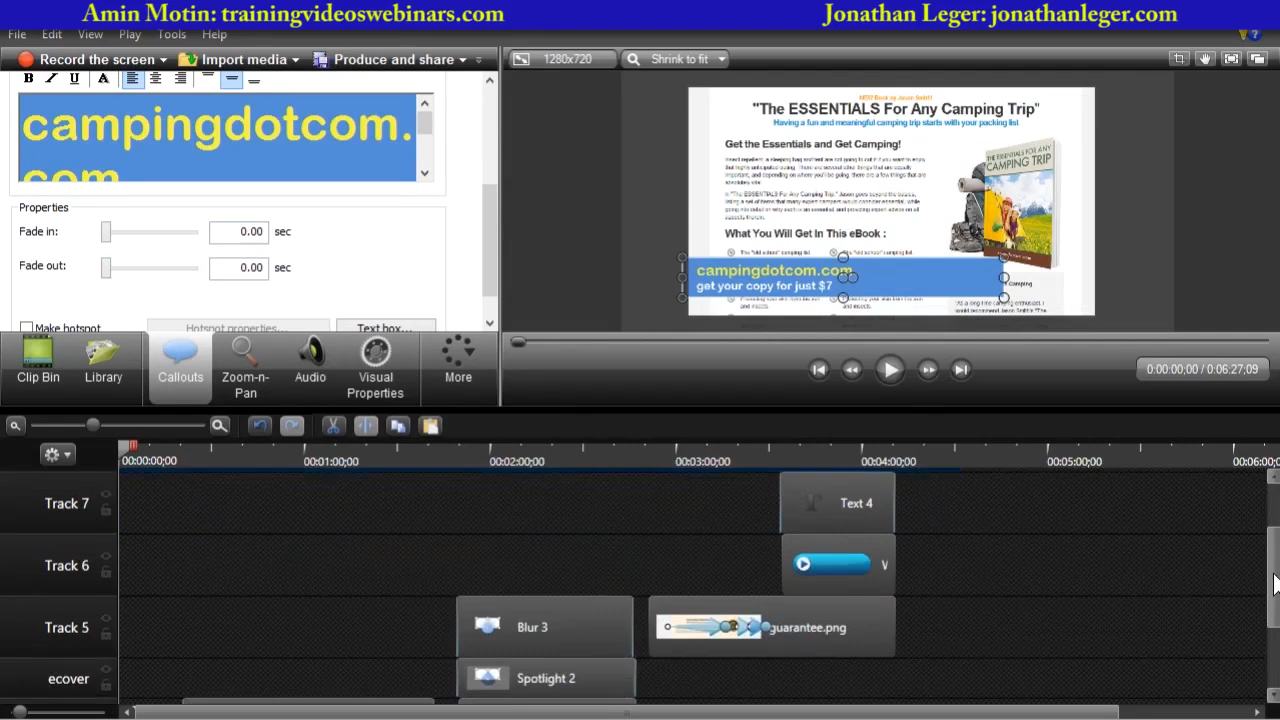 Amin Motin: trainingvideoswebinars.com
Jonathan Leger: jonathanleger.com
File Edit View Play Tools Help
Record the screen Import media Produce and share
1280x720 Shrink to fit
B I U A
campingdotcom.
Properties
Fade in: 0.00 sec
Fade out: 0.00 sec
Make hotspot Hotspot properties... Text box...
"The ESSENTIALS For Any Camping Trip"
Having a fun and meaningful camping trip starts with your packing list
Get the Essentials and Get Camping!
What You Will Get In This eBook :
THE ESSENTIALS FOR ANY
CAMPING TRIP
campingdotcom.com
get your copy for just $7
Clip Bin Library Callouts Zoom-n-Pan Audio Visual Properties More
0:00:00;00 / 0:06:27;09
00:00:00;00 00:01:00;00 00:02:00;00 00:03:00;00 00:04:00;00 00:05:00;00 00:06:00;
Track 7 Text 4
Track 6 V
Track 5 Blur 3 guarantee.png
ecover Spotlight 2